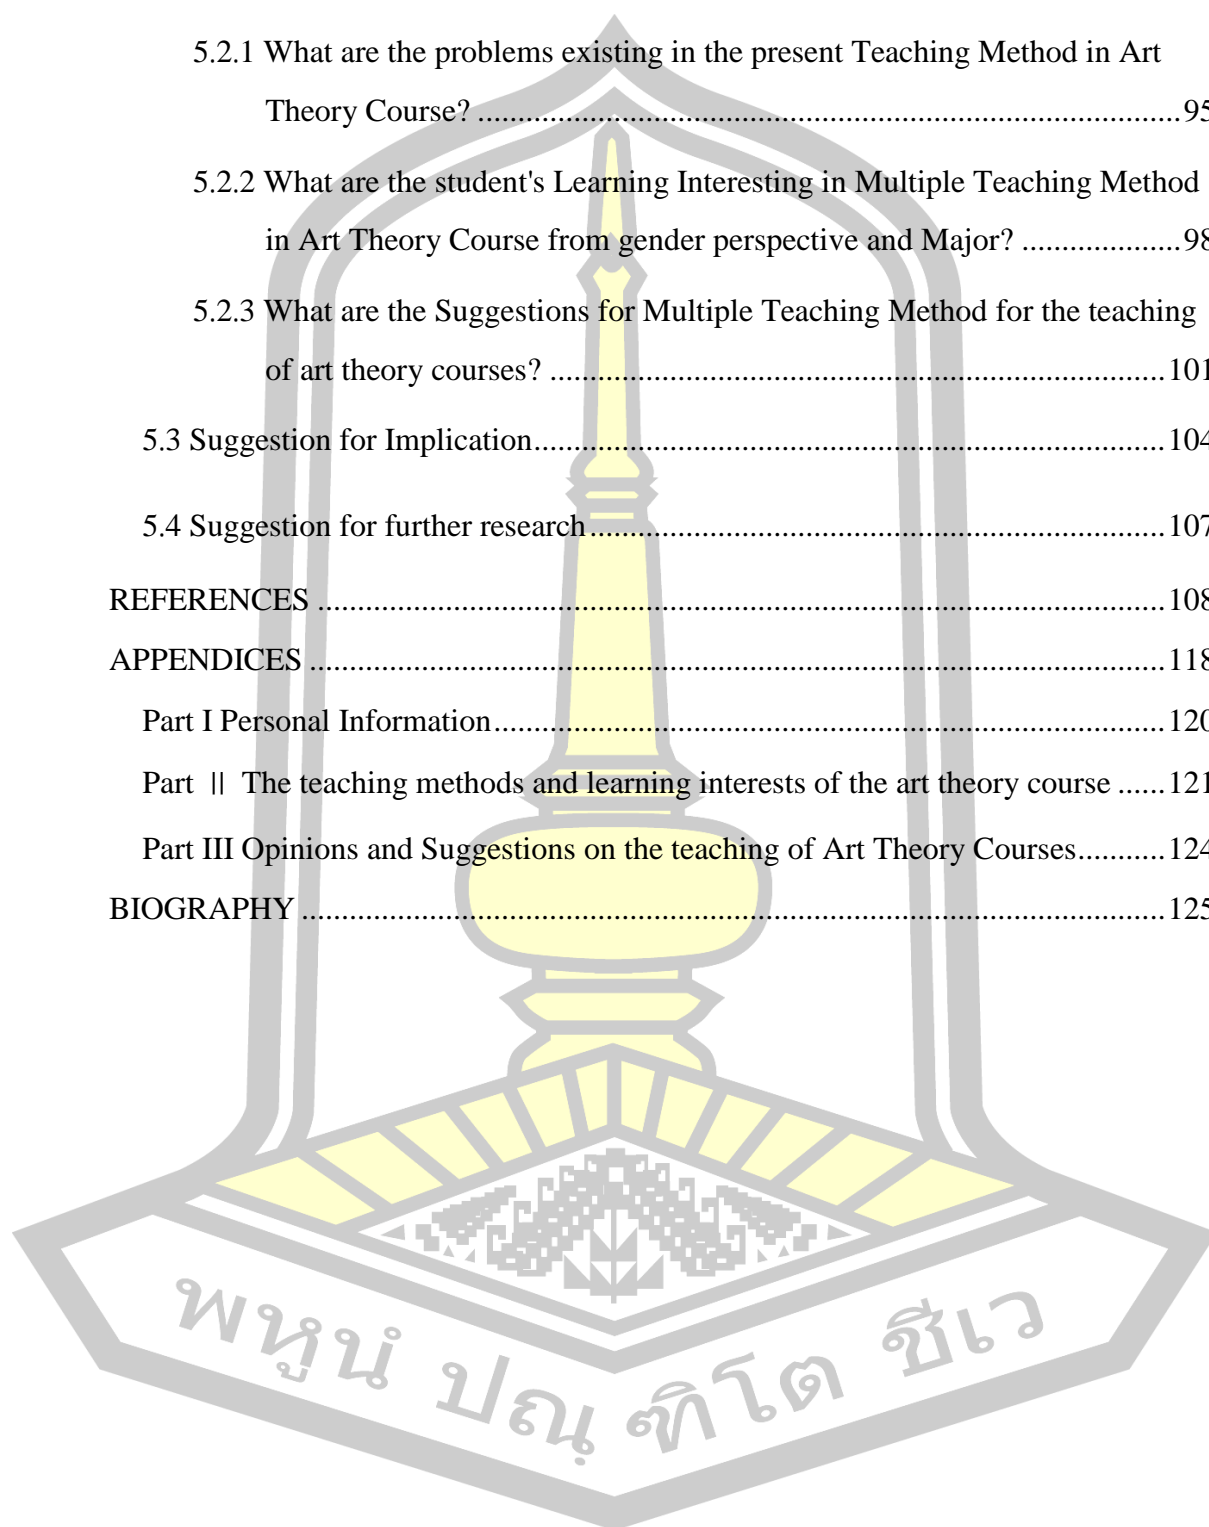 5.2.1 What are the problems existing in the present Teaching Method in Art
Theory Course? ........................................................................................ 95
5.2.2 What are the student's Learning Interesting in Multiple Teaching Method
in Art Theory Course from gender perspective and Major? .................... 98
5.2.3 What are the Suggestions for Multiple Teaching Method for the teaching
of art theory courses? ............................................................................. 101
5.3 Suggestion for Implication............................................................................... 104
5.4 Suggestion for further research ........................................................................ 107
REFERENCES .......................................................................................................... 108
APPENDICES ........................................................................................................... 118
Part I Personal Information.................................................................................... 120
Part || The teaching methods and learning interests of the art theory course ...... 121
Part III Opinions and Suggestions on the teaching of Art Theory Courses........... 124
BIOGRAPHY ............................................................................................................ 125
พหูนํ ปณฺฑิโต ชีเว